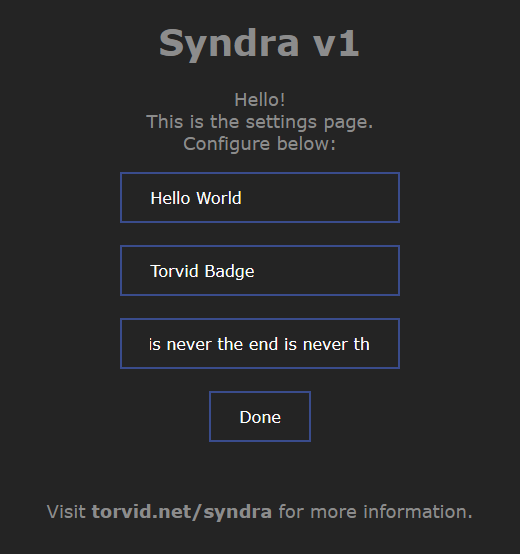 Syndra v1
Hello!
This is the settings page.
Configure below:
Hello World
Torvid Badge
is never the end is never th
Done
Visit torvid.net/syndra for more information.